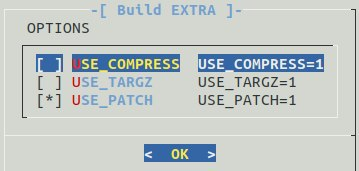 -[ Build EXTRA ]-
OPTIONS
[ ] USE_COMPRESS USE_COMPRESS=1
[ ] USE_TARGZ USE_TARGZ=1
[*] USE_PATCH USE_PATCH=1
< OK >